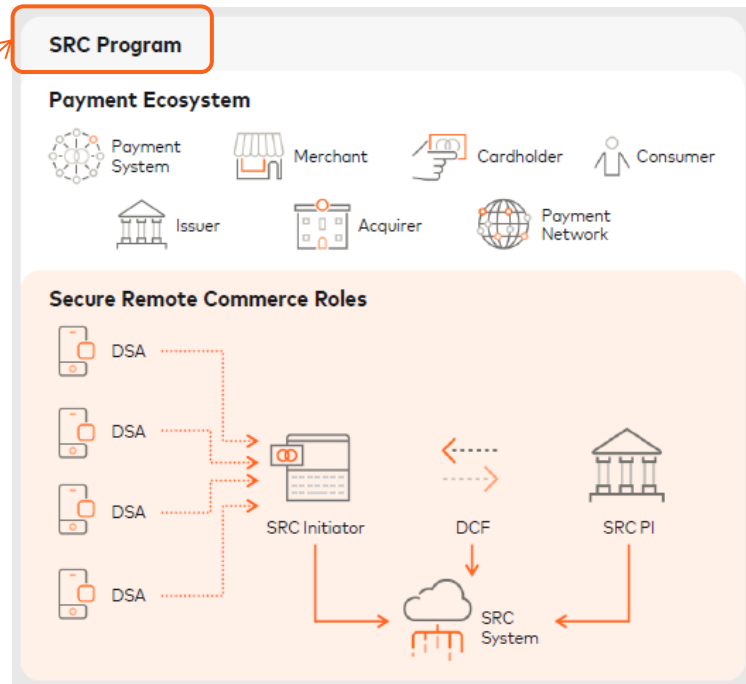 SRC Program
Payment Ecosystem
Payment
System
Merchant
Cardholder
Consumer
Issuer
Acquirer
Payment
Network
Secure Remote Commerce Roles
DSA
DSA
DSA
DSA
SRC Initiator
DCF
SRC PI
SRC
System